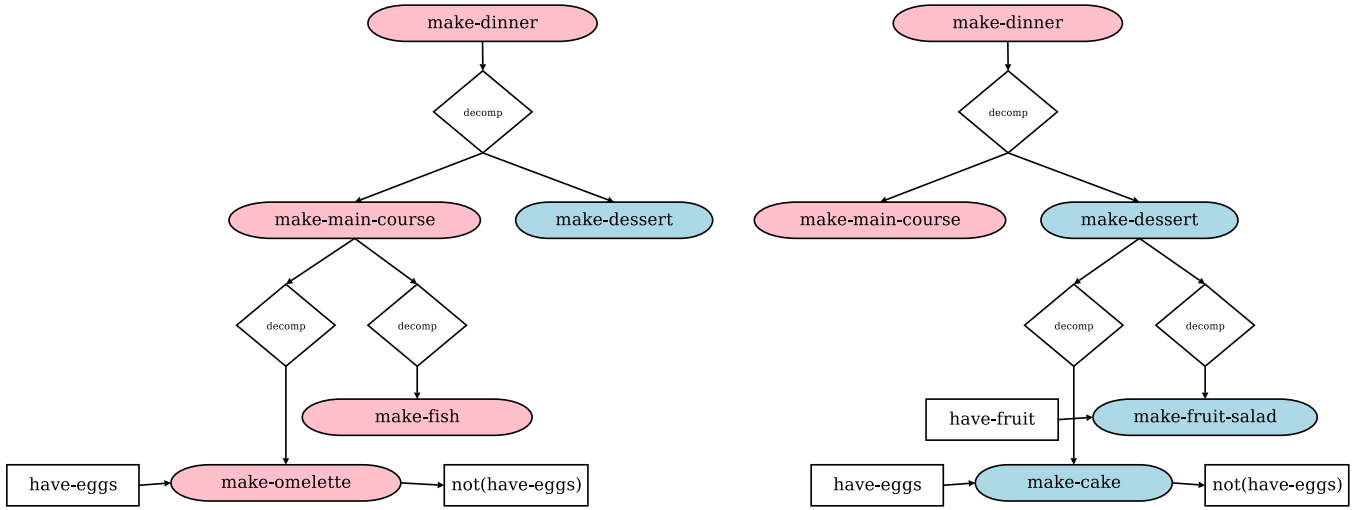 make-dinner
decomp
make-main-course
make-dessert
decomp
decomp
make-fish
have-eggs
make-omelette
not(have-eggs)
make-dinner
decomp
make-main-course
make-dessert
decomp
decomp
have-fruit
make-fruit-salad
have-eggs
make-cake
not(have-eggs)